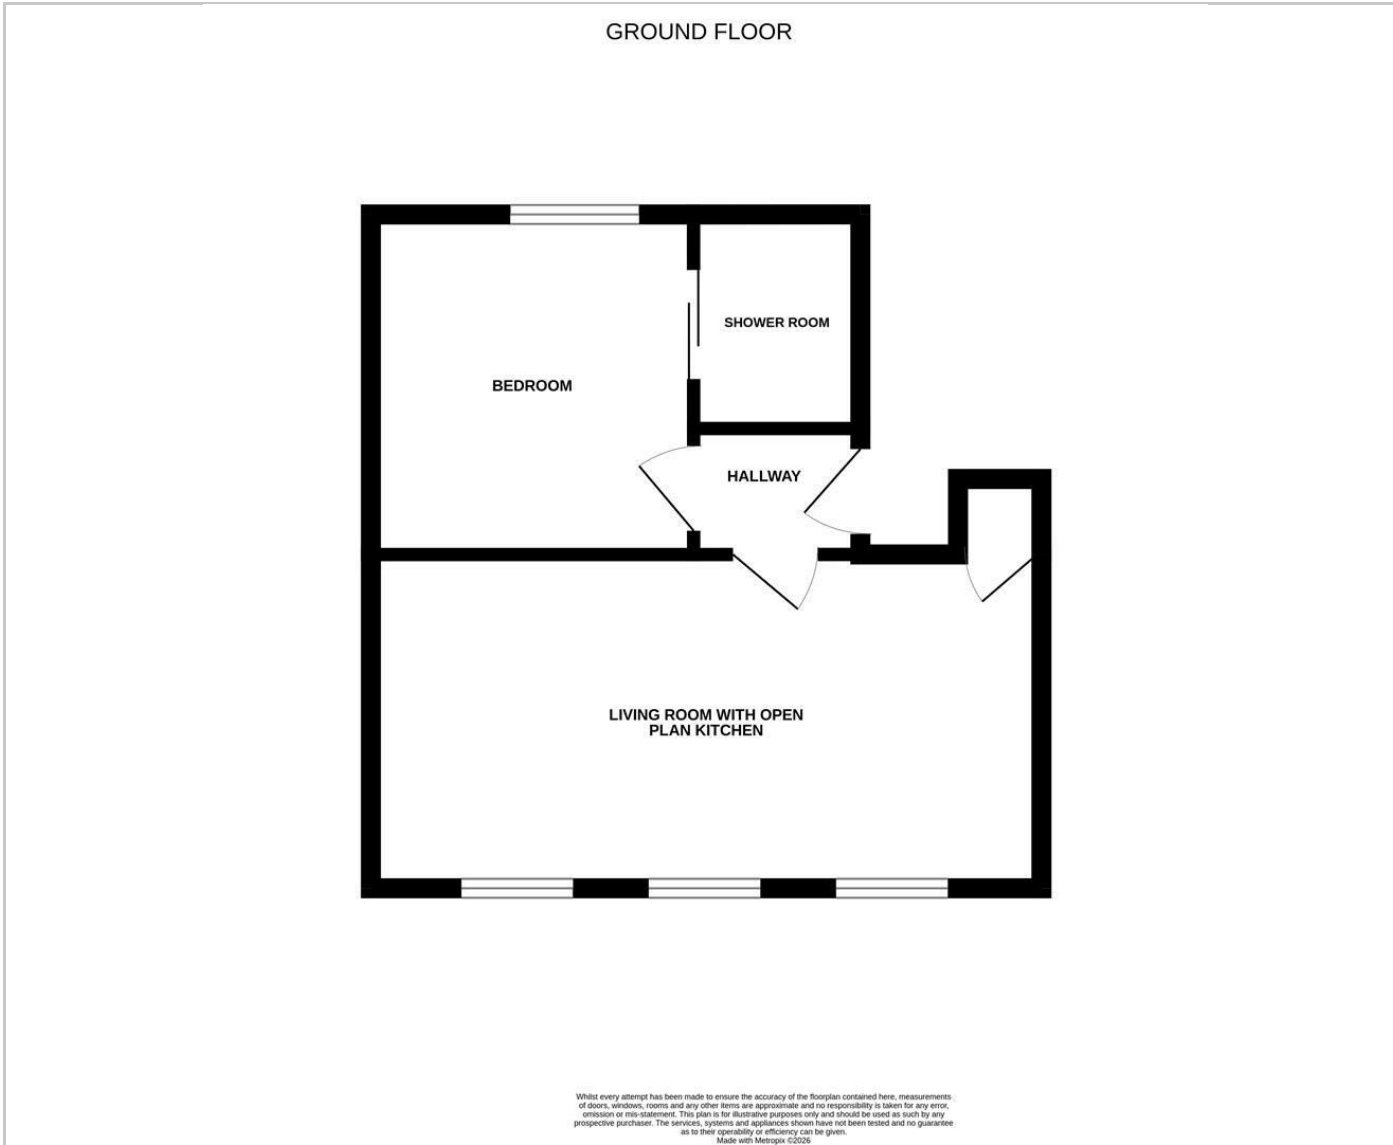 GROUND FLOOR
SHOWER ROOM
BEDROOM
HALLWAY
LIVING ROOM WITH OPEN
PLAN KITCHEN
Whilst every attempt has been made to ensure the accuracy of the floorplan contained here, measurements
of doors, windows, rooms and any other items are approximate and no responsibility is taken for any error,
omission or mis-statement. This plan is for illustrative purposes only and should be used as such by any
prospective purchaser. The services, systems and appliances shown have not been tested and no guarantee
as to their operability or efficiency can be given.
Made with Metropix ©2026